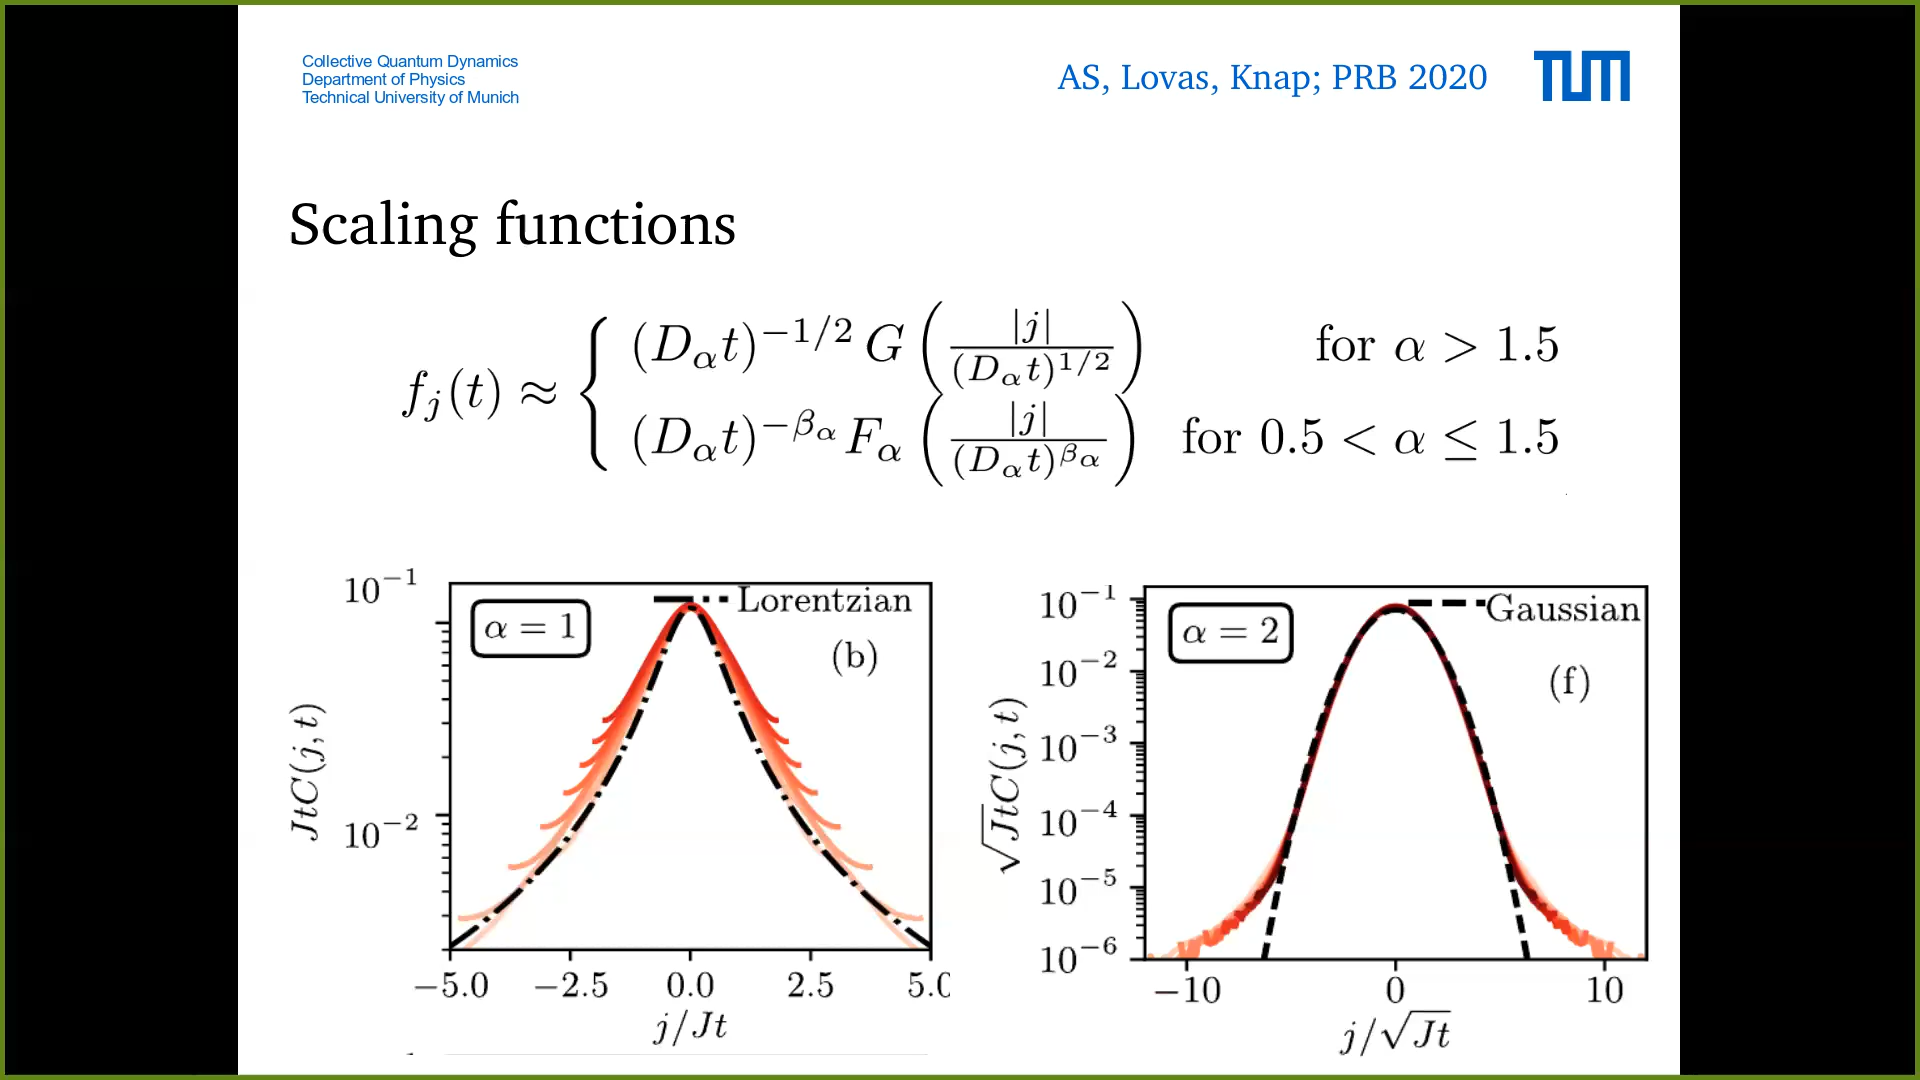 Collective Quantum Dynamics
Department of Physics
Technical University of Munich
AS, Lovas, Knap; PRB 2020
TUM
Scaling functions
f_j(t) ≈ { (D_α t)^{−1/2} G ( |j| / (D_α t)^{1/2} ) for α > 1.5
(D_α t)^{−β_α} F_α ( |j| / (D_α t)^{β_α} ) for 0.5 < α ≤ 1.5
10^{−1}
10^{−2}
JtC(j, t)
α = 1
Lorentzian
(b)
−5.0 −2.5 0.0 2.5 5.0
j/Jt
10^{−1}
10^{−2}
10^{−3}
10^{−4}
10^{−5}
10^{−6}
√JtC(j, t)
α = 2
Gaussian
(f)
−10 0 10
j/√Jt